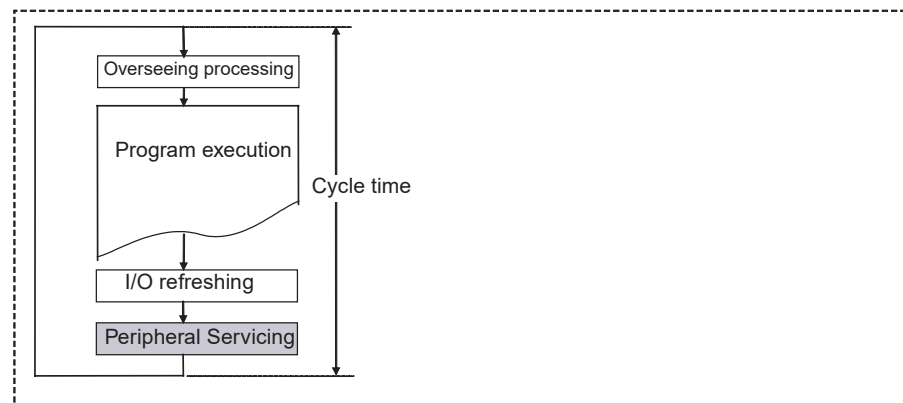 Overseeing processing
Program execution
Cycle time
I/O refreshing
Peripheral Servicing